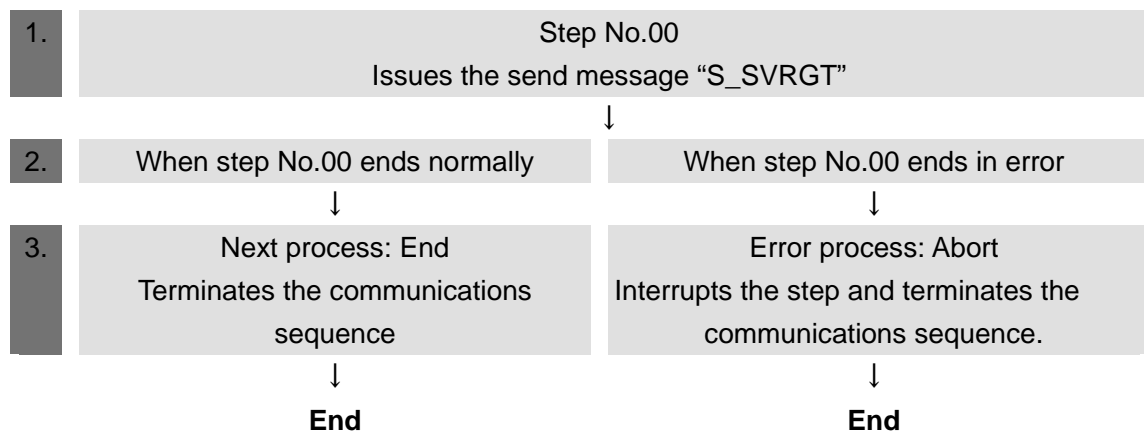 1.
Step No.00
Issues the send message “S_SVRGT”
↓
2.
When step No.00 ends normally
When step No.00 ends in error
↓
↓
3.
Next process: End
Terminates the communications
sequence
Error process: Abort
Interrupts the step and terminates the
communications sequence.
↓
↓
End
End